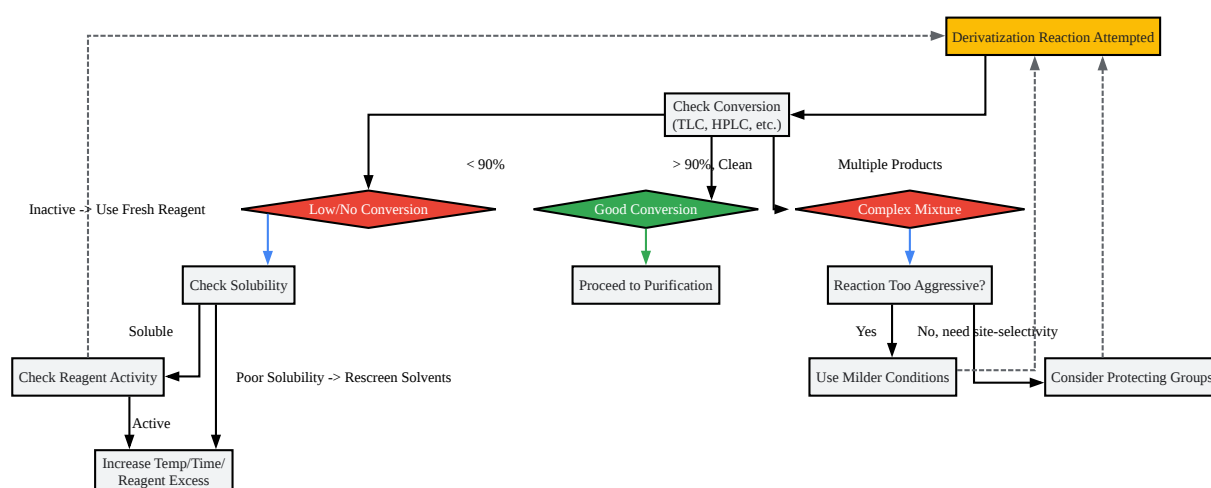 Derivatization Reaction Attempted
Check Conversion
(TLC, HPLC, etc.)
< 90%
> 90%, Clean
Multiple Products
Inactive -> Use Fresh Reagent
Low/No Conversion
Good Conversion
Complex Mixture
Check Solubility
Proceed to Purification
Reaction Too Aggressive?
Soluble
Yes
No, need site-selectivity
Check Reagent Activity
Poor Solubility -> Rescreen Solvents
Use Milder Conditions
Consider Protecting Groups
Active
Increase Temp/Time/
Reagent Excess